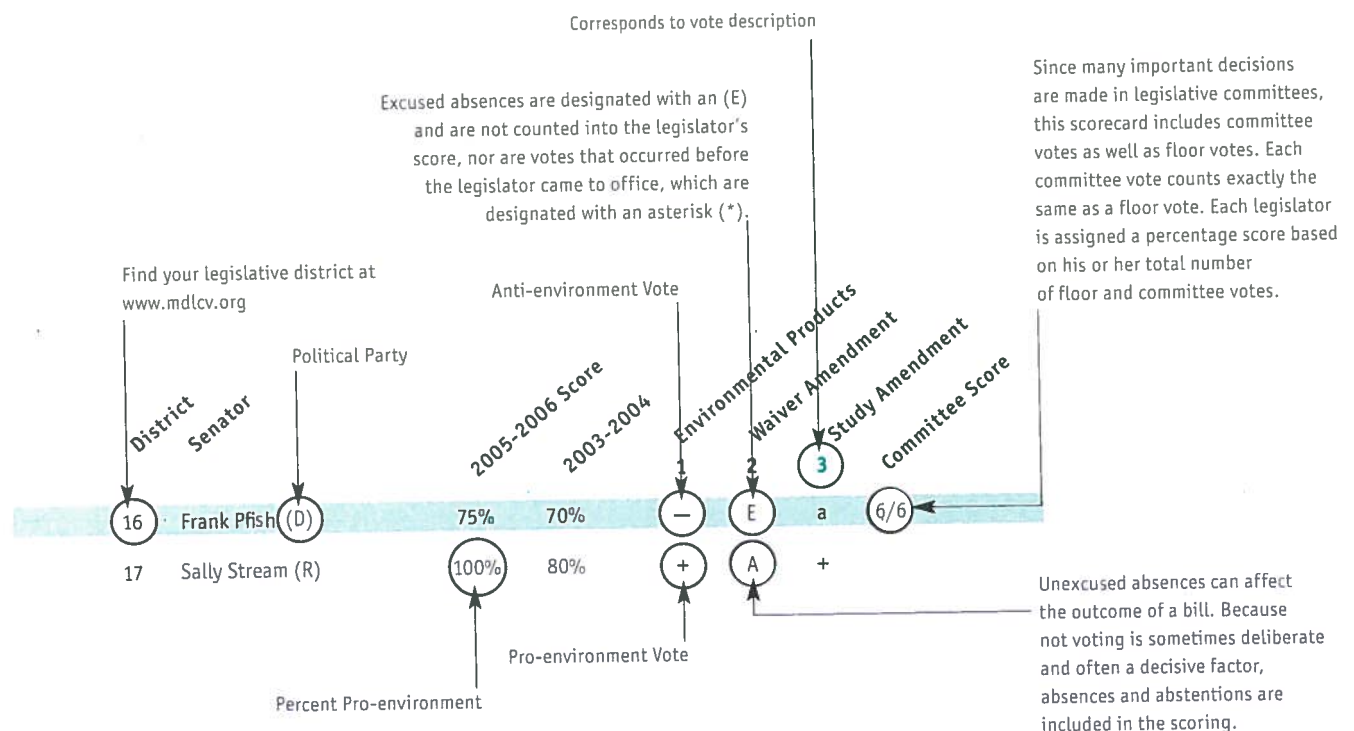 Corresponds to vote description
Excused absences are designated with an (E)
and are not counted into the legislator's
score, nor are votes that occurred before
the legislator came to office, which are
designated with an asterisk (*).
Since many important decisions
are made in legislative committees,
this scorecard includes committee
votes as well as floor votes. Each
committee vote counts exactly the
same as a floor vote. Each legislator
is assigned a percentage score based
on his or her total number
of floor and committee votes.
Find your legislative district at
www.mdlcv.org
Political Party
Anti-environment Vote
District
Senator
2005-2006 Score
2003-2004
Environmental Products
Waiver Amendment
Study Amendment
Committee Score
1 2 3
16 Frank Pfish (D) 75% 70% – E a 6/6
17 Sally Stream (R) 100% 80% + A +
Pro-environment Vote
Percent Pro-environment
Unexcused absences can affect
the outcome of a bill. Because
not voting is sometimes deliberate
and often a decisive factor,
absences and abstentions are
included in the scoring.